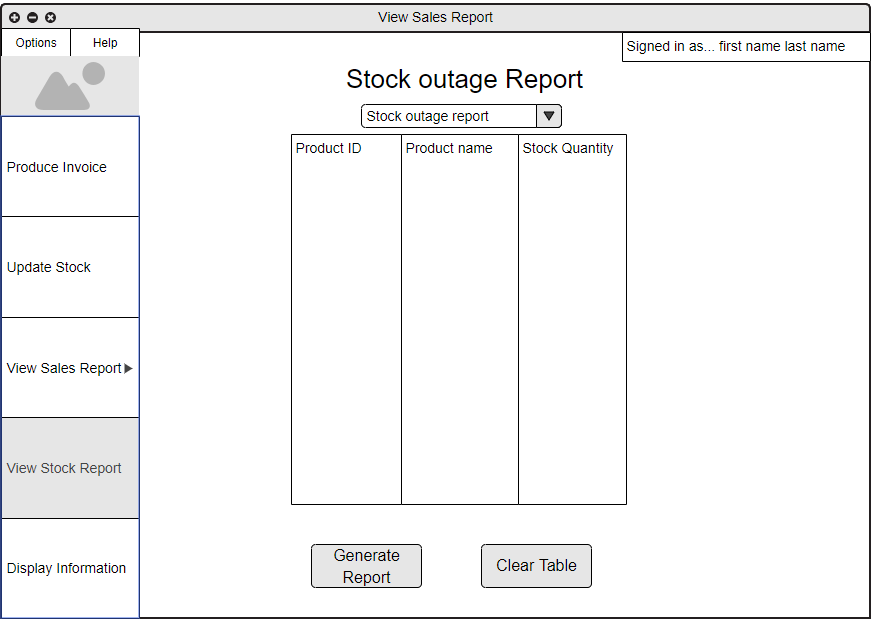 View Sales Report
Options
Help
Signed in as... first name last name
Stock outage Report
Stock outage report
Product ID
Product name
Stock Quantity
Produce Invoice
Update Stock
View Sales Report
View Stock Report
Display Information
Generate
Report
Clear Table